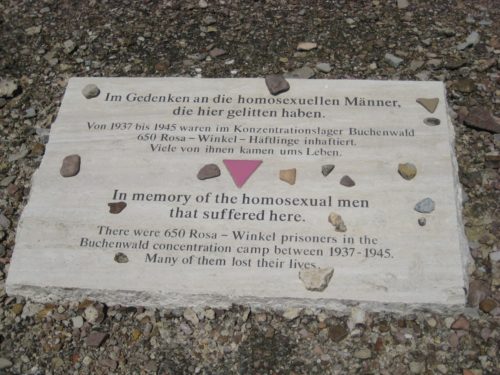 Im Gedenken an die homosexuellen Männer,
die hier gelitten haben.
Von 1937 bis 1945 waren im Konzentrationslager Buchenwald
650 Rosa – Winkel – Häftlinge inhaftiert.
Viele von ihnen kamen ums Leben.
In memory of the homosexual men
that suffered here.
There were 650 Rosa – Winkel prisoners in the
Buchenwald concentration camp between 1937 - 1945.
Many of them lost their lives.